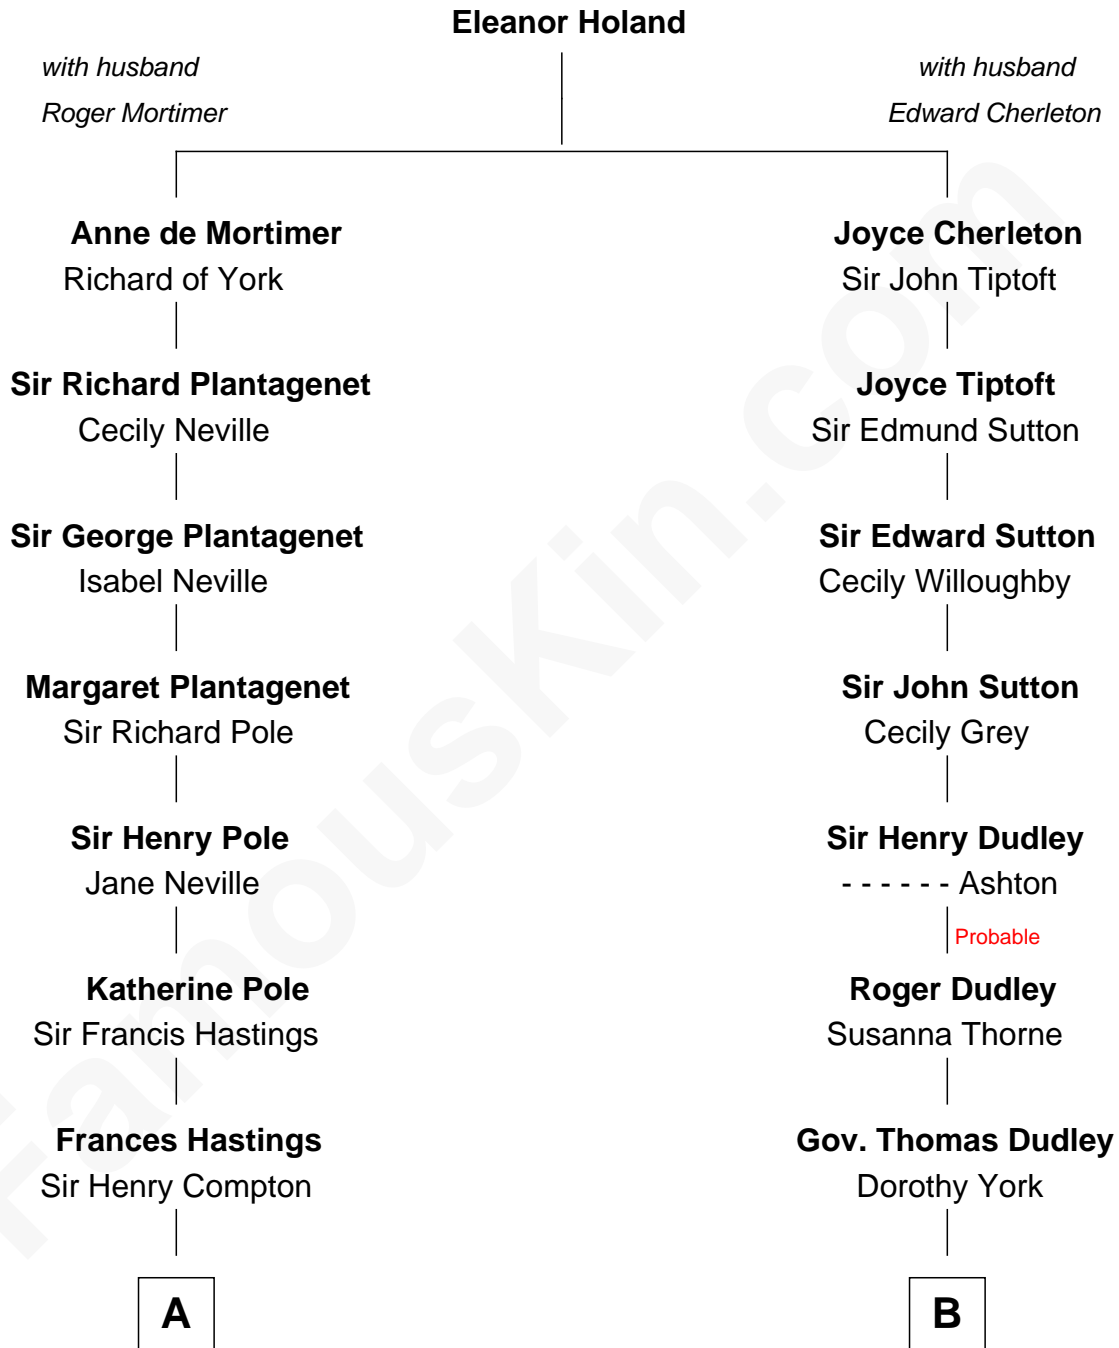 Eleanor Holand
with husband
Roger Mortimer
with husband
Edward Cherleton
Anne de Mortimer
Richard of York
Joyce Cherleton
Sir John Tiptoft
Sir Richard Plantagenet
Cecily Neville
Joyce Tiptoft
Sir Edmund Sutton
Sir George Plantagenet
Isabel Neville
Sir Edward Sutton
Cecily Willoughby
Margaret Plantagenet
Sir Richard Pole
Sir John Sutton
Cecily Grey
Sir Henry Pole
Jane Neville
Sir Henry Dudley
- - - - - - Ashton
Probable
Katherine Pole
Sir Francis Hastings
Roger Dudley
Susanna Thorne
Frances Hastings
Sir Henry Compton
Gov. Thomas Dudley
Dorothy York
A
B
FamousKin.com